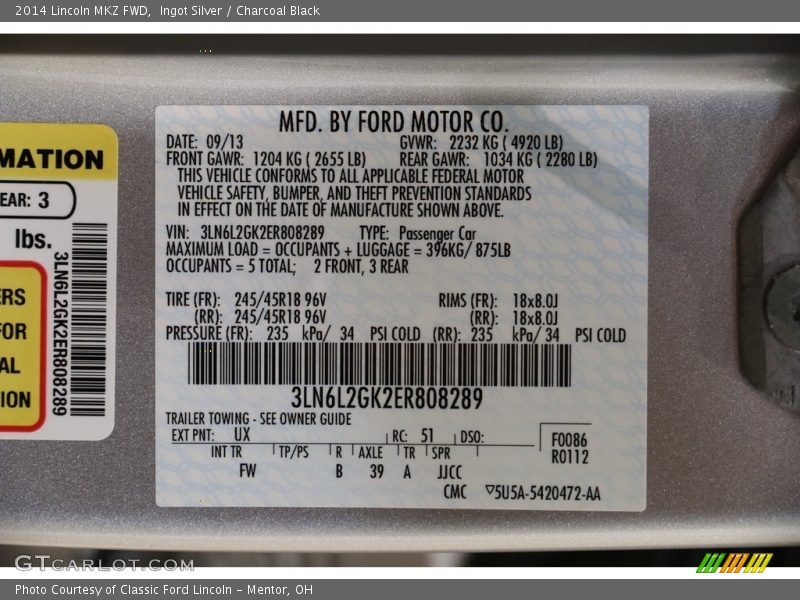 2014 Lincoln MKZ FWD, Ingot Silver / Charcoal Black
MATION
EAR: 3
lbs.
3LN6L2GK2ER808289
ERS
FOR
AL
ION
MFD. BY FORD MOTOR CO.
DATE: 09/13 GVWR: 2232 KG ( 4920 LB)
FRONT GAWR: 1204 KG ( 2655 LB) REAR GAWR: 1034 KG ( 2280 LB)
THIS VEHICLE CONFORMS TO ALL APPLICABLE FEDERAL MOTOR
VEHICLE SAFETY, BUMPER, AND THEFT PREVENTION STANDARDS
IN EFFECT ON THE DATE OF MANUFACTURE SHOWN ABOVE.
VIN: 3LN6L2GK2ER808289 TYPE: Passenger Car
MAXIMUM LOAD = OCCUPANTS + LUGGAGE = 396KG/ 875LB
OCCUPANTS = 5 TOTAL; 2 FRONT, 3 REAR
TIRE (FR): 245/45R18 96V RIMS (FR): 18x8.0J
(RR): 245/45R18 96V (RR): 18x8.0J
PRESSURE (FR): 235 kPa/ 34 PSI COLD (RR): 235 kPa/ 34 PSI COLD
3LN6L2GK2ER808289
TRAILER TOWING - SEE OWNER GUIDE
EXT PNT: UX RC: 51 DSO: F0086
INT TR TP/PS R AXLE TR SPR R0112
FW B 39 A JJCC
CMC ▽5U5A-5420472-AA
GTCARLOT.COM
Photo Courtesy of Classic Ford Lincoln - Mentor, OH